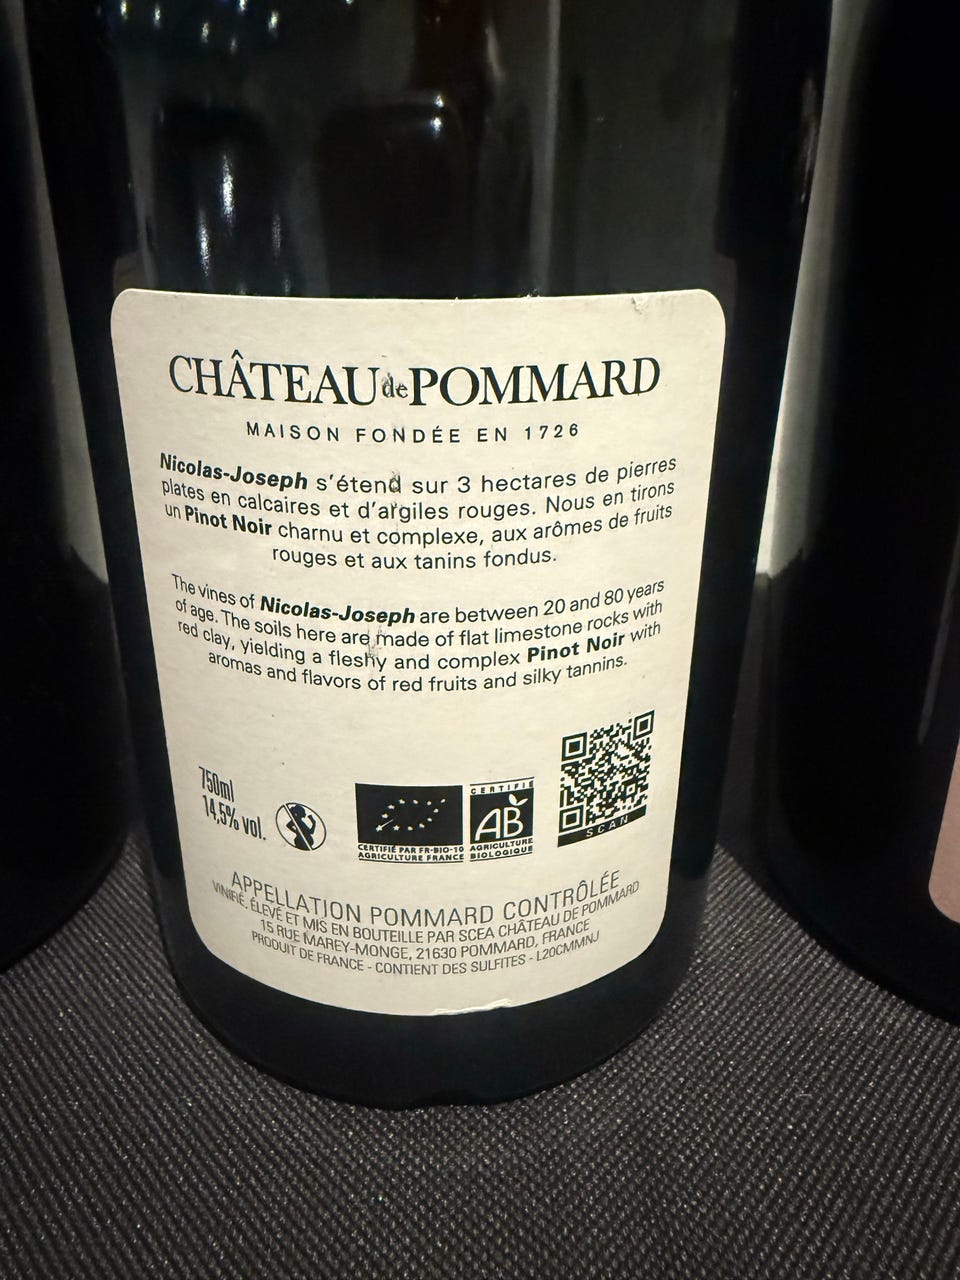 CHÂTEAU de POMMARD
MAISON FONDÉE EN 1726
Nicolas-Joseph s'étend sur 3 hectares de pierres
plates en calcaires et d'argiles rouges. Nous en tirons
un Pinot Noir charnu et complexe, aux arômes de fruits
rouges et aux tanins fondus.
The vines of Nicolas-Joseph are between 20 and 80 years
of age. The soils here are made of flat limestone rocks with
red clay, yielding a fleshy and complex Pinot Noir with
aromas and flavors of red fruits and silky tannins.
750ml
14,5% vol.
CERTIFIÉ PAR FR-BIO-10
AGRICULTURE FRANCE
CERTIFIÉ
AB
AGRICULTURE
BIOLOGIQUE
SCAN
APPELLATION POMMARD CONTRÔLÉE
VINIFIÉ, ÉLEVÉ ET MIS EN BOUTEILLE PAR SCEA CHÂTEAU DE POMMARD
15 RUE MAREY-MONGE, 21630 POMMARD, FRANCE
PRODUIT DE FRANCE - CONTIENT DES SULFITES - L20CMMNJ